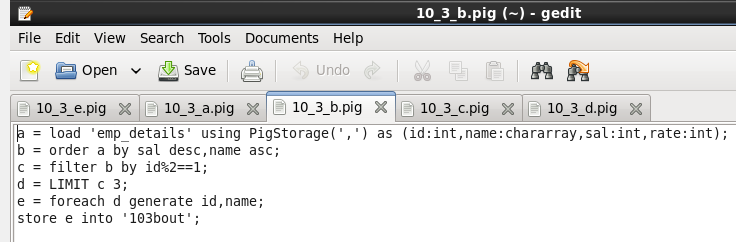 10_3_b.pig (~) - gedit
File Edit View Search Tools Documents Help
Open Save Undo
10_3_e.pig 10_3_a.pig 10_3_b.pig 10_3_c.pig 10_3_d.pig
a = load 'emp_details' using PigStorage(',') as (id:int,name:chararray,sal:int,rate:int);
b = order a by sal desc,name asc;
c = filter b by id%2==1;
d = LIMIT c 3;
e = foreach d generate id,name;
store e into '103bout';